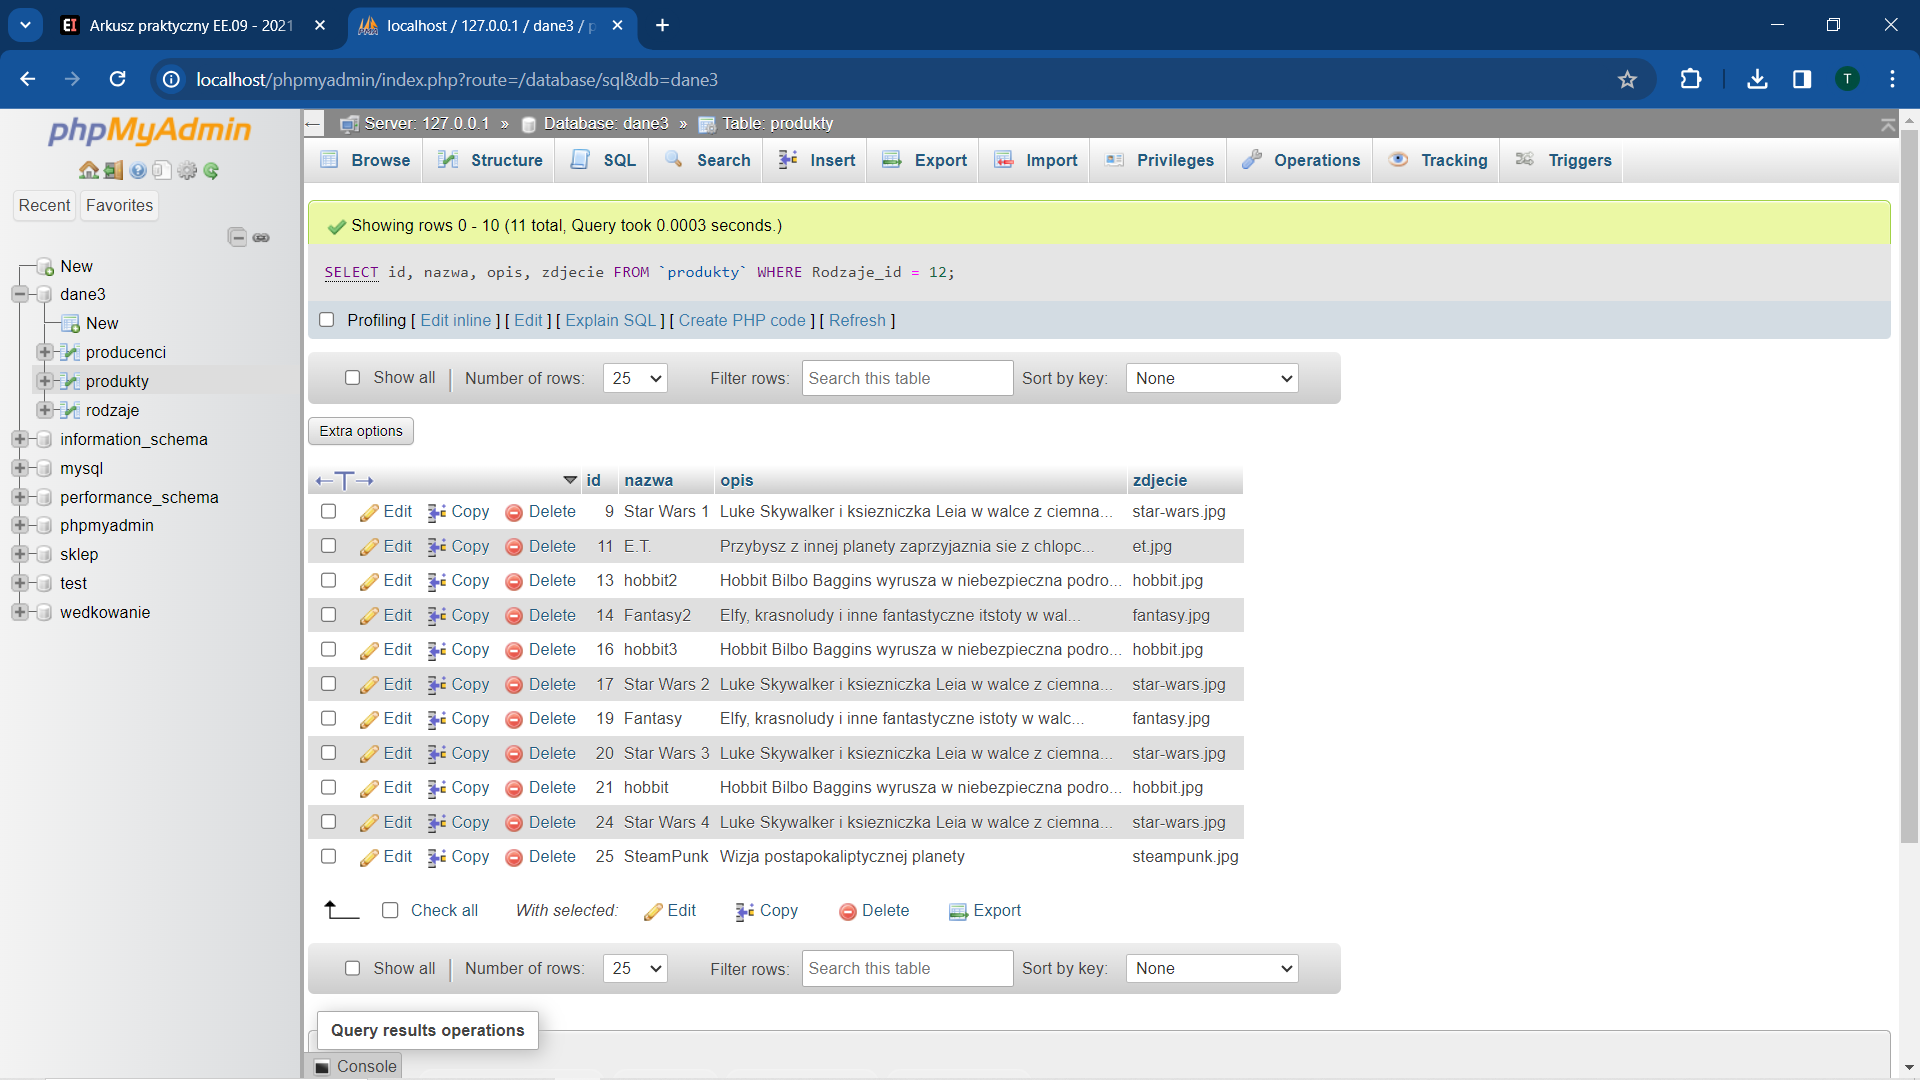 Arkusz praktyczny EE.09 - 2021
localhost / 127.0.0.1 / dane3 / p
localhost/phpmyadmin/index.php?route=/database/sql&db=dane3
T
phpMyAdmin
Recent Favorites
New
dane3
New
producenci
produkty
rodzaje
information_schema
mysql
performance_schema
phpmyadmin
sklep
test
wedkowanie
Server: 127.0.0.1 » Database: dane3 » Table: produkty
Browse Structure SQL Search Insert Export Import Privileges Operations Tracking Triggers
Showing rows 0 - 10 (11 total, Query took 0.0003 seconds.)
SELECT id, nazwa, opis, zdjecie FROM `produkty` WHERE Rodzaje_id = 12;
Profiling [ Edit inline ] [ Edit ] [ Explain SQL ] [ Create PHP code ] [ Refresh ]
Show all Number of rows: 25 Filter rows: Search this table Sort by key: None
Extra options
id nazwa opis zdjecie
Edit Copy Delete 9 Star Wars 1 Luke Skywalker i ksiezniczka Leia w walce z ciemna... star-wars.jpg
Edit Copy Delete 11 E.T. Przybysz z innej planety zaprzyjaznia sie z chlopc... et.jpg
Edit Copy Delete 13 hobbit2 Hobbit Bilbo Baggins wyrusza w niebezpieczna podro... hobbit.jpg
Edit Copy Delete 14 Fantasy2 Elfy, krasnoludy i inne fantastyczne itstoty w wal... fantasy.jpg
Edit Copy Delete 16 hobbit3 Hobbit Bilbo Baggins wyrusza w niebezpieczna podro... hobbit.jpg
Edit Copy Delete 17 Star Wars 2 Luke Skywalker i ksiezniczka Leia w walce z ciemna... star-wars.jpg
Edit Copy Delete 19 Fantasy Elfy, krasnoludy i inne fantastyczne istoty w walc... fantasy.jpg
Edit Copy Delete 20 Star Wars 3 Luke Skywalker i ksiezniczka Leia w walce z ciemna... star-wars.jpg
Edit Copy Delete 21 hobbit Hobbit Bilbo Baggins wyrusza w niebezpieczna podro... hobbit.jpg
Edit Copy Delete 24 Star Wars 4 Luke Skywalker i ksiezniczka Leia w walce z ciemna... star-wars.jpg
Edit Copy Delete 25 SteamPunk Wizja postapokaliptycznej planety steampunk.jpg
Check all With selected: Edit Copy Delete Export
Show all Number of rows: 25 Filter rows: Search this table Sort by key: None
Query results operations
Console